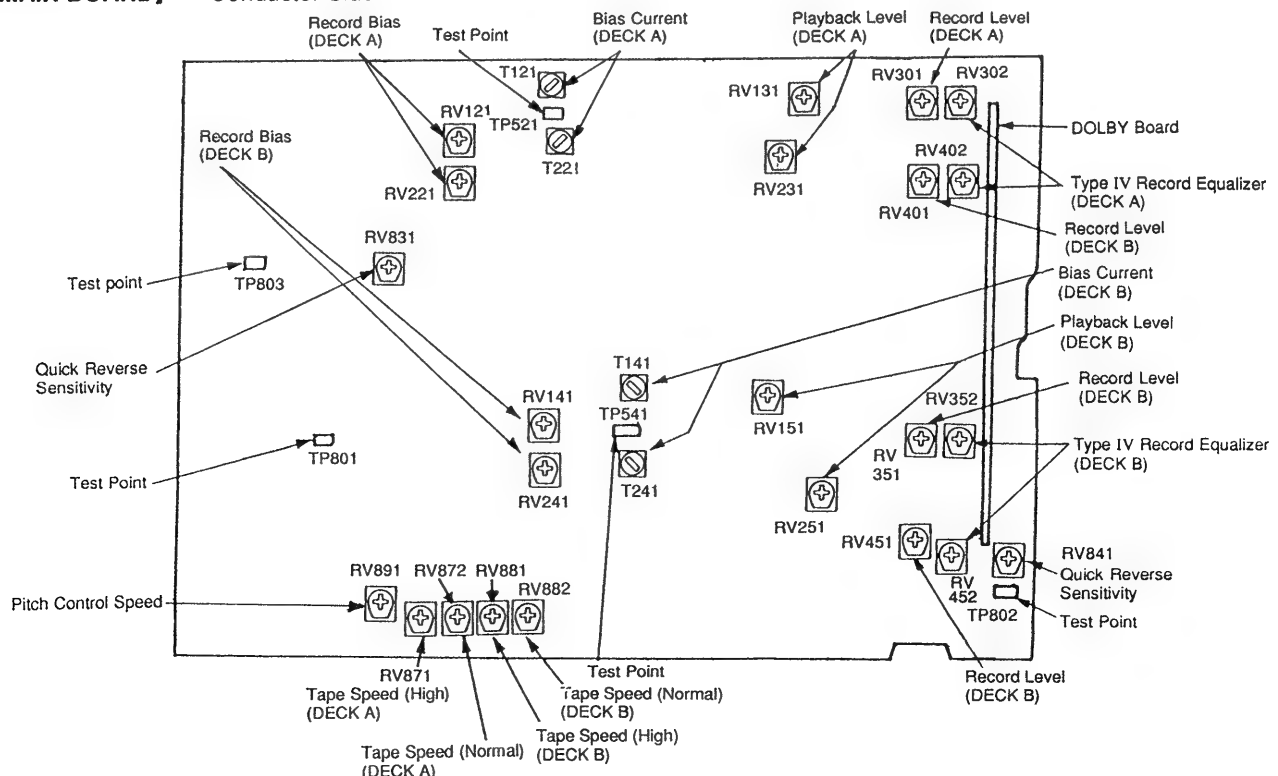 MAIN BOARD] Conductor Side
Record Bias
(DECK A)
Test Point
Bias Current
(DECK A)
Playback Level
(DECK A)
Record Level
(DECK A)
T121
RV131
RV301
RV302
RV121
TP521
DOLBY Board
Record Bias
(DECK B)
T221
RV402
RV221
RV231
Type IV Record Equalizer
(DECK A)
RV401
Record Level
(DECK B)
RV831
Test point
TP803
Bias Current
(DECK B)
Playback Level
(DECK B)
Quick Reverse
Sensitivity
T141
RV141
TP541
RV151
RV352
Record Level
(DECK B)
Type IV Record Equalizer
(DECK B)
RV
351
TP801
Test Point
RV241
T241
RV251
RV451
RV
452
RV841
Quick Reverse
Sensitivity
TP802
Test Point
Pitch Control Speed
RV891
RV872
RV881
RV882
RV871
Tape Speed (High)
(DECK A)
Test Point
Tape Speed (Normal)
(DECK B)
Record Level
(DECK B)
Tape Speed (Normal)
(DECK A)
Tape Speed (High)
(DECK B)